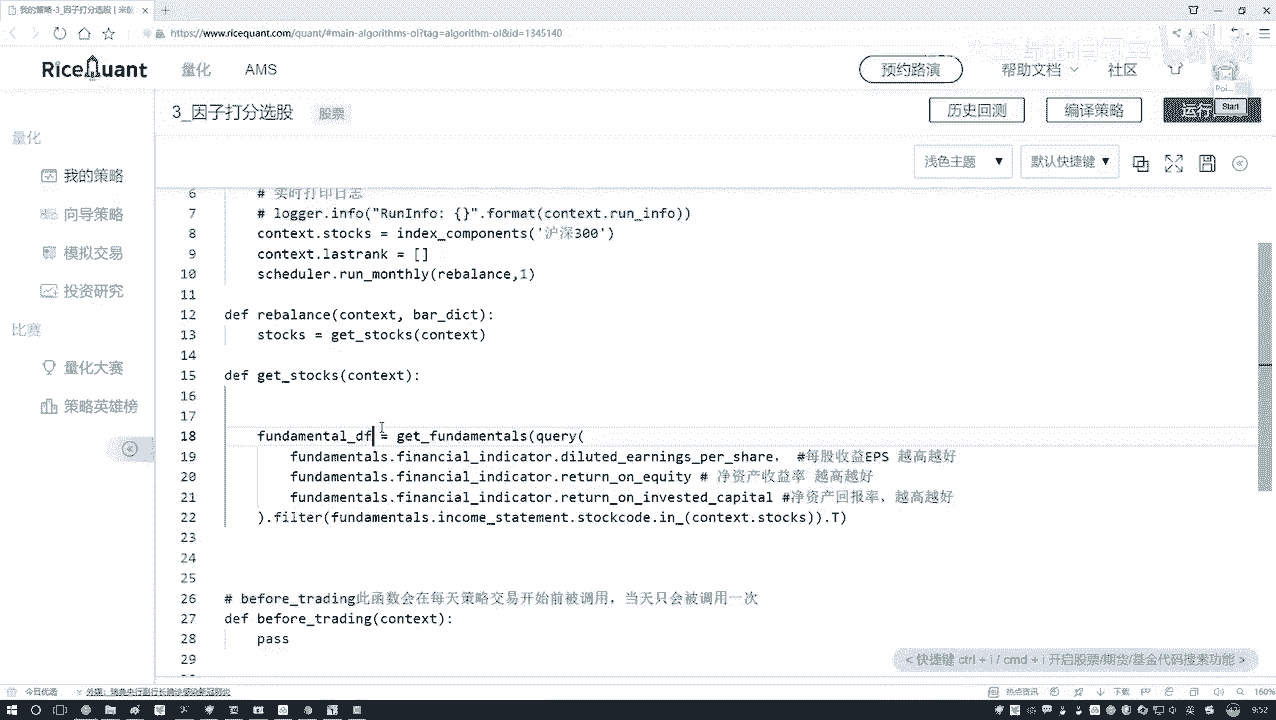 我的策略-3_因子打分选股 | 米
https://www.ricequant.com/quant/#main-algorithms-ol?tag=algorithm-ol&id=1345140
RiceQuant
量化
AMS
预约路演
帮助文档
社区
Poi...
3_因子打分选股
股票
历史回测
编译策略
运行
Start
浅色主题 ▼
默认快捷键 ▼
量化
我的策略
向导策略
模拟交易
投资研究
比赛
量化大赛
策略英雄榜
6 # 实时打印日志
7 # logger.info("RunInfo: {}".format(context.run_info))
8 context.stocks = index_components('沪深300')
9 context.lastrank = []
10 scheduler.run_monthly(rebalance,1)
11
12 def rebalance(context, bar_dict):
13 stocks = get_stocks(context)
14
15 def get_stocks(context):
16
17
18 fundamental_df = get_fundamentals(query(
19 fundamentals.financial_indicator.diluted_earnings_per_share， #每股收益EPS 越高越好
20 fundamentals.financial_indicator.return_on_equity # 净资产收益率 越高越好
21 fundamentals.financial_indicator.return_on_invested_capital #净资产回报率，越高越好
22 ).filter(fundamentals.income_statement.stockcode.in_(context.stocks)).T)
23
24
25
26 # before_trading此函数会在每天策略交易开始前被调用，当天只会被调用一次
27 def before_trading(context):
28 pass
29
<快捷键 ctrl + i / cmd + i 开启股票/期货/基金代码搜索功能 >
今日优选
热点资讯
下载
160%
英
9:52